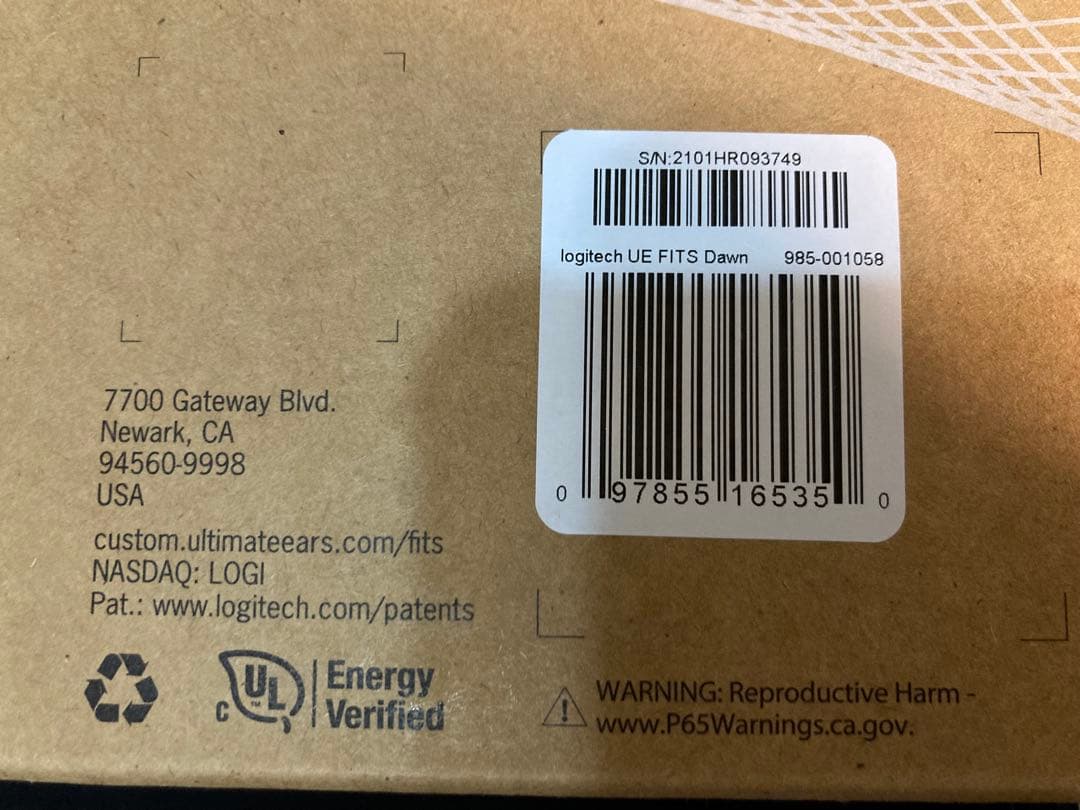 S/N:2101HR093749
logitech UE FITS Dawn 985-001058
0 97855 16535 0
7700 Gateway Blvd.
Newark, CA
94560-9998
USA
custom.ultimateears.com/fits
NASDAQ: LOGI
Pat.: www.logitech.com/patents
c UL ™ Energy
Verified
WARNING: Reproductive Harm -
www.P65Warnings.ca.gov.